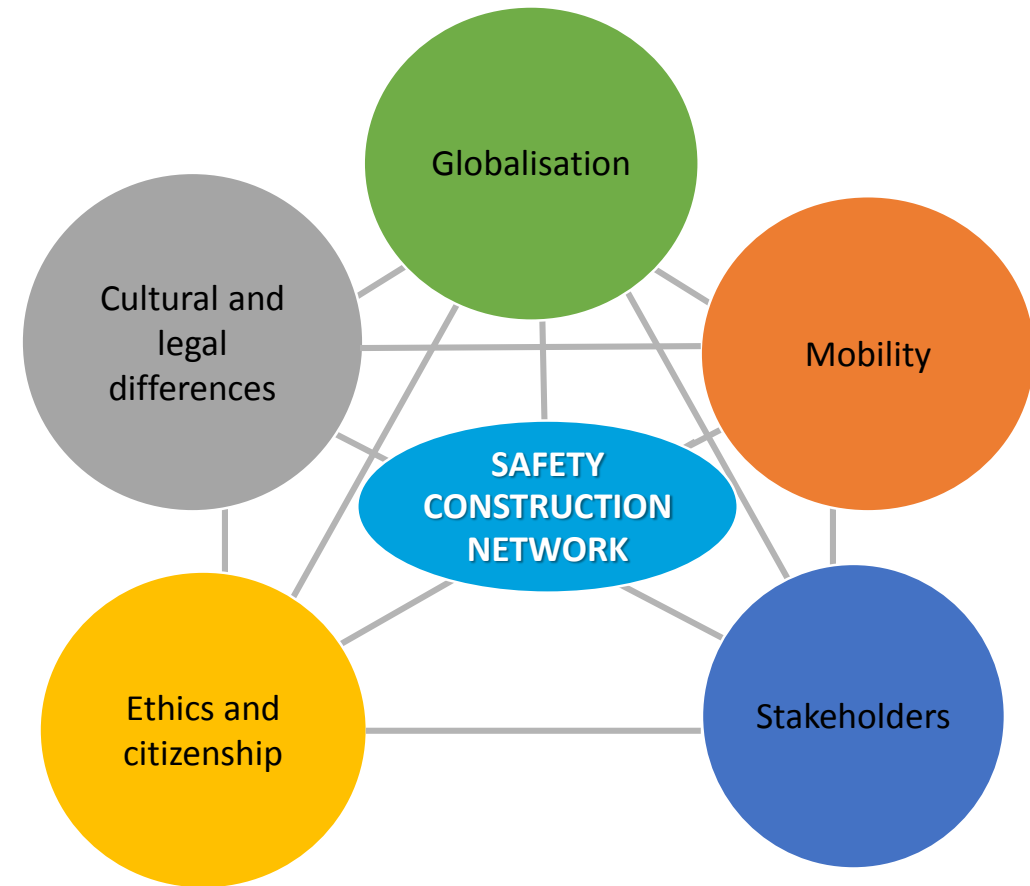 Globalisation
Cultural and
legal
differences
Mobility
SAFETY
CONSTRUCTION
NETWORK
Ethics and
citizenship
Stakeholders